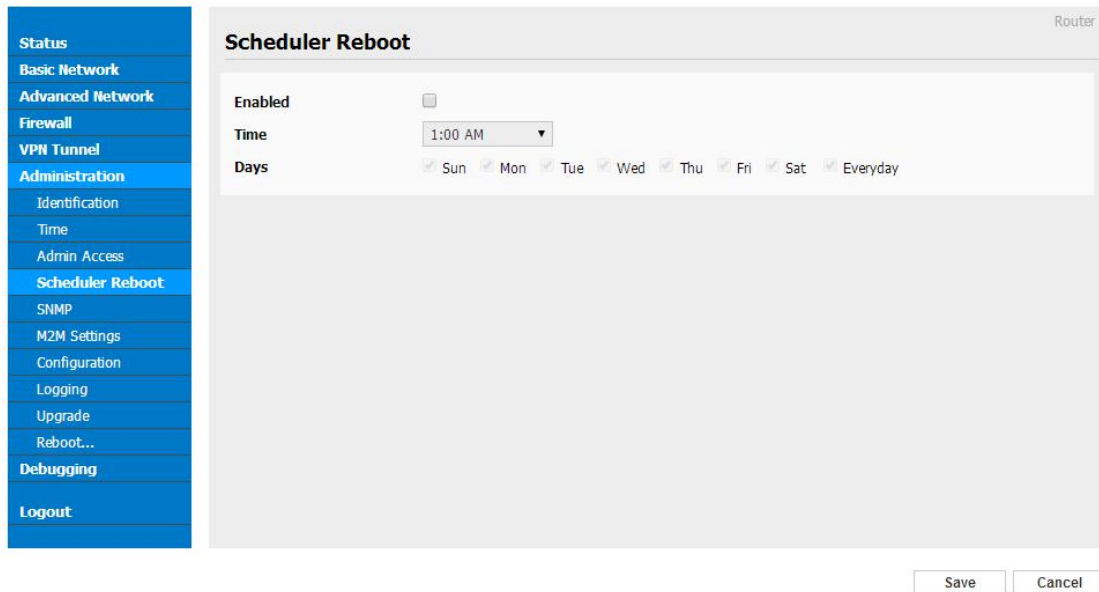 Router
Status
Basic Network
Advanced Network
Firewall
VPN Tunnel
Administration
Identification
Time
Admin Access
Scheduler Reboot
SNMP
M2M Settings
Configuration
Logging
Upgrade
Reboot...
Debugging
Logout
Scheduler Reboot
Enabled
Time 1:00 AM
Days Sun Mon Tue Wed Thu Fri Sat Everyday
Save Cancel